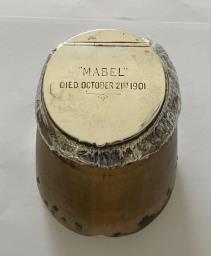 "MABEL"
DIED OCTOBER 21ST 1901